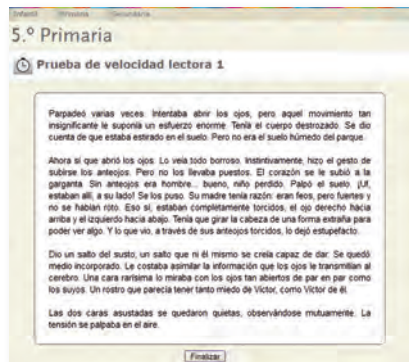 Infantil Primaria Secundaria
5.º Primaria
Prueba de velocidad lectora 1
Parpadeó varias veces. Intentaba abrir los ojos, pero aquel movimiento tan
insignificante le suponía un esfuerzo enorme. Tenía el cuerpo destrozado. Se dio
cuenta de que estaba estirado en el suelo. Pero no era el suelo húmedo del parque.
Ahora sí que abrió los ojos. Lo veía todo borroso. Instintivamente, hizo el gesto de
subirse los anteojos. Pero no los llevaba puestos. El corazón se le subió a la
garganta. Sin anteojos era hombre... bueno, niño perdido. Palpó el suelo. ¡Uf,
estaban allí, a su lado! Se los puso. Su madre tenía razón: eran feos, pero fuertes y
no se habían roto. Eso sí, estaban completamente torcidos, el ojo derecho hacia
arriba y el izquierdo hacia abajo. Tenía que girar la cabeza de una forma extraña para
poder ver algo. Y lo que vio, a través de sus anteojos torcidos, lo dejó estupefacto.
Dio un salto del susto, un salto que ni él mismo se creía capaz de dar. Se quedó
medio incorporado. Le costaba asimilar la información que los ojos le transmitían al
cerebro. Una cara rarísima lo miraba con los ojos tan abiertos de par en par como
los suyos. Un rostro que parecía tener tanto miedo de Víctor, como Víctor de él.
Las dos caras asustadas se quedaron quietas, observándose mutuamente. La
tensión se palpaba en el aire.
Finalizar